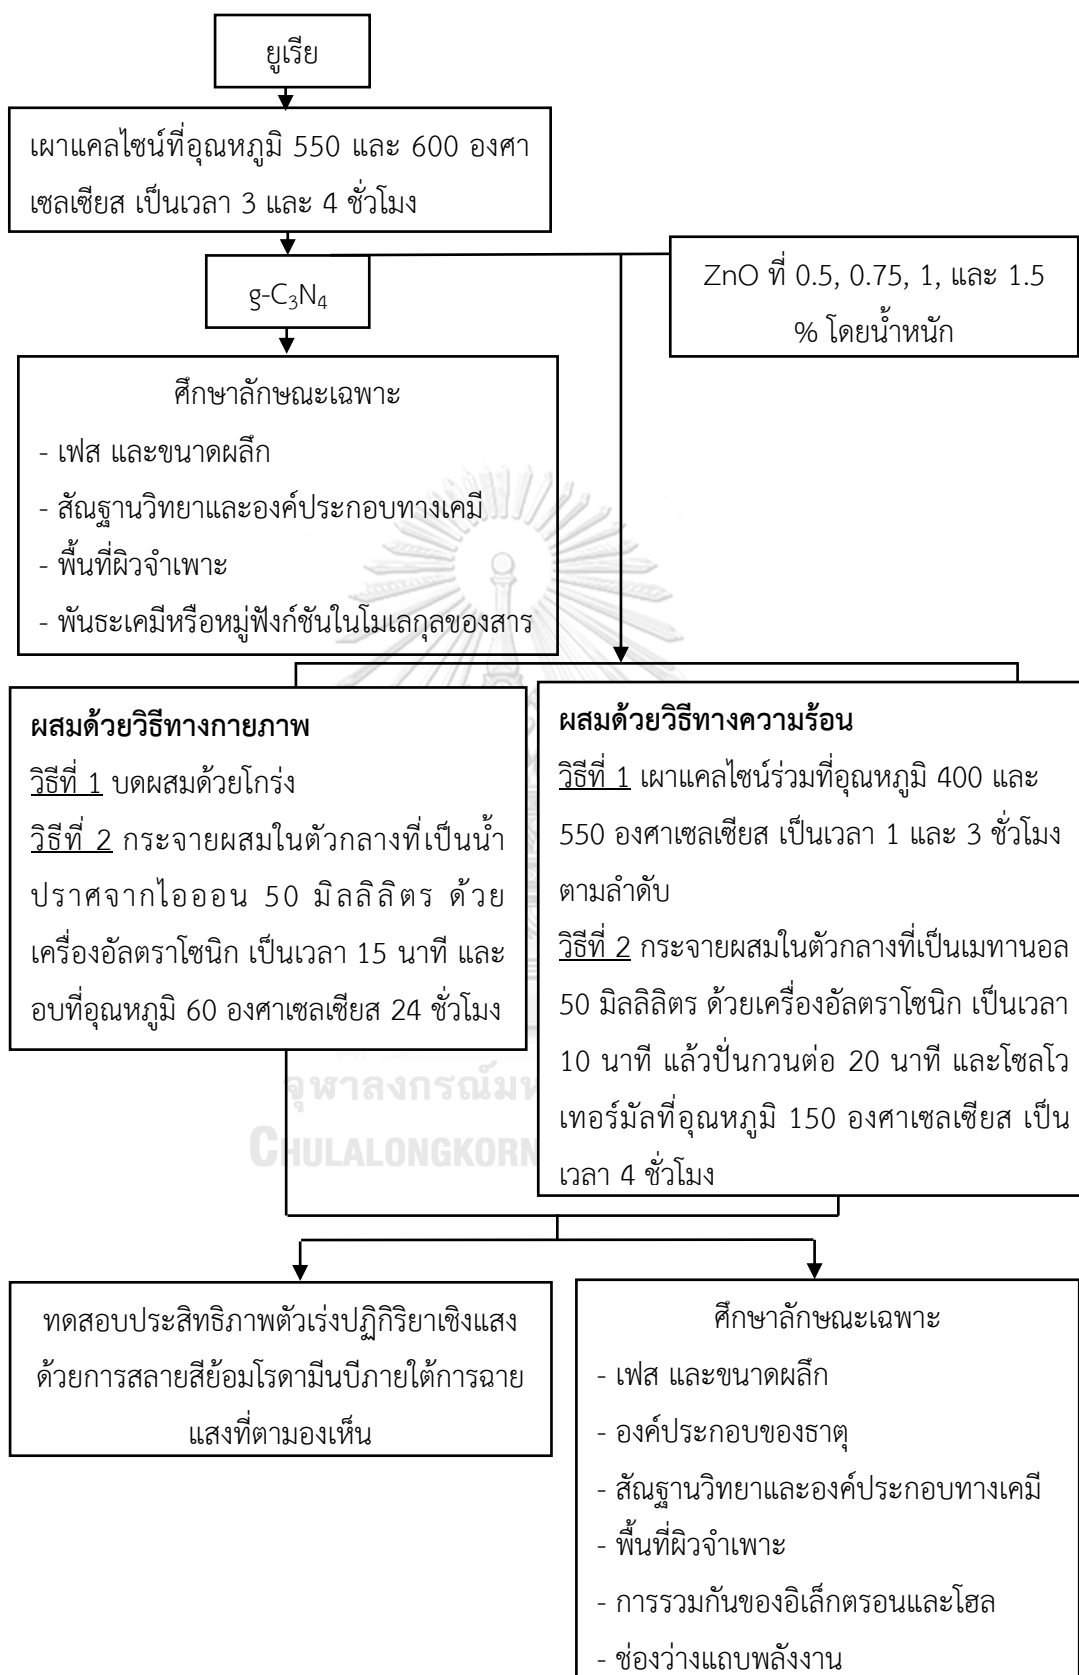 ยูเรีย
เผาแคลไซน์ที่อุณหภูมิ 550 และ 600 องศา
เซลเซียส เป็นเวลา 3 และ 4 ชั่วโมง
g-C₃N₄
ZnO ที่ 0.5, 0.75, 1, และ 1.5
% โดยน้ำหนัก
ศึกษาลักษณะเฉพาะ
- เฟส และขนาดผลึก
- สัณฐานวิทยาและองค์ประกอบทางเคมี
- พื้นที่ผิวจำเพาะ
- พันธะเคมีหรือหมู่ฟังก์ชันในโมเลกุลของสาร
ผสมด้วยวิธีทางกายภาพ
วิธีที่ 1 บดผสมด้วยโกร่ง
วิธีที่ 2 กระจายผสมในตัวกลางที่เป็นน้ำ
ปราศจากไอออน 50 มิลลิลิตร ด้วย
เครื่องอัลตราโซนิก เป็นเวลา 15 นาที และ
อบที่อุณหภูมิ 60 องศาเซลเซียส 24 ชั่วโมง
ผสมด้วยวิธีทางความร้อน
วิธีที่ 1 เผาแคลไซน์ร่วมที่อุณหภูมิ 400 และ
550 องศาเซลเซียส เป็นเวลา 1 และ 3 ชั่วโมง
ตามลำดับ
วิธีที่ 2 กระจายผสมในตัวกลางที่เป็นเมทานอล
50 มิลลิลิตร ด้วยเครื่องอัลตราโซนิก เป็นเวลา
10 นาที แล้วปั่นกวนต่อ 20 นาที และโซลโว
เทอร์มัลที่อุณหภูมิ 150 องศาเซลเซียส เป็น
เวลา 4 ชั่วโมง
จุฬาลงกรณ์ม
CHULALONGKORN
ทดสอบประสิทธิภาพตัวเร่งปฏิกิริยาเชิงแสง
ด้วยการสลายสีย้อมโรดามีนบีภายใต้การฉาย
แสงที่ตามองเห็น
ศึกษาลักษณะเฉพาะ
- เฟส และขนาดผลึก
- องค์ประกอบของธาตุ
- สัณฐานวิทยาและองค์ประกอบทางเคมี
- พื้นที่ผิวจำเพาะ
- การรวมกันของอิเล็กตรอนและโฮล
- ช่องว่างแถบพลังงาน